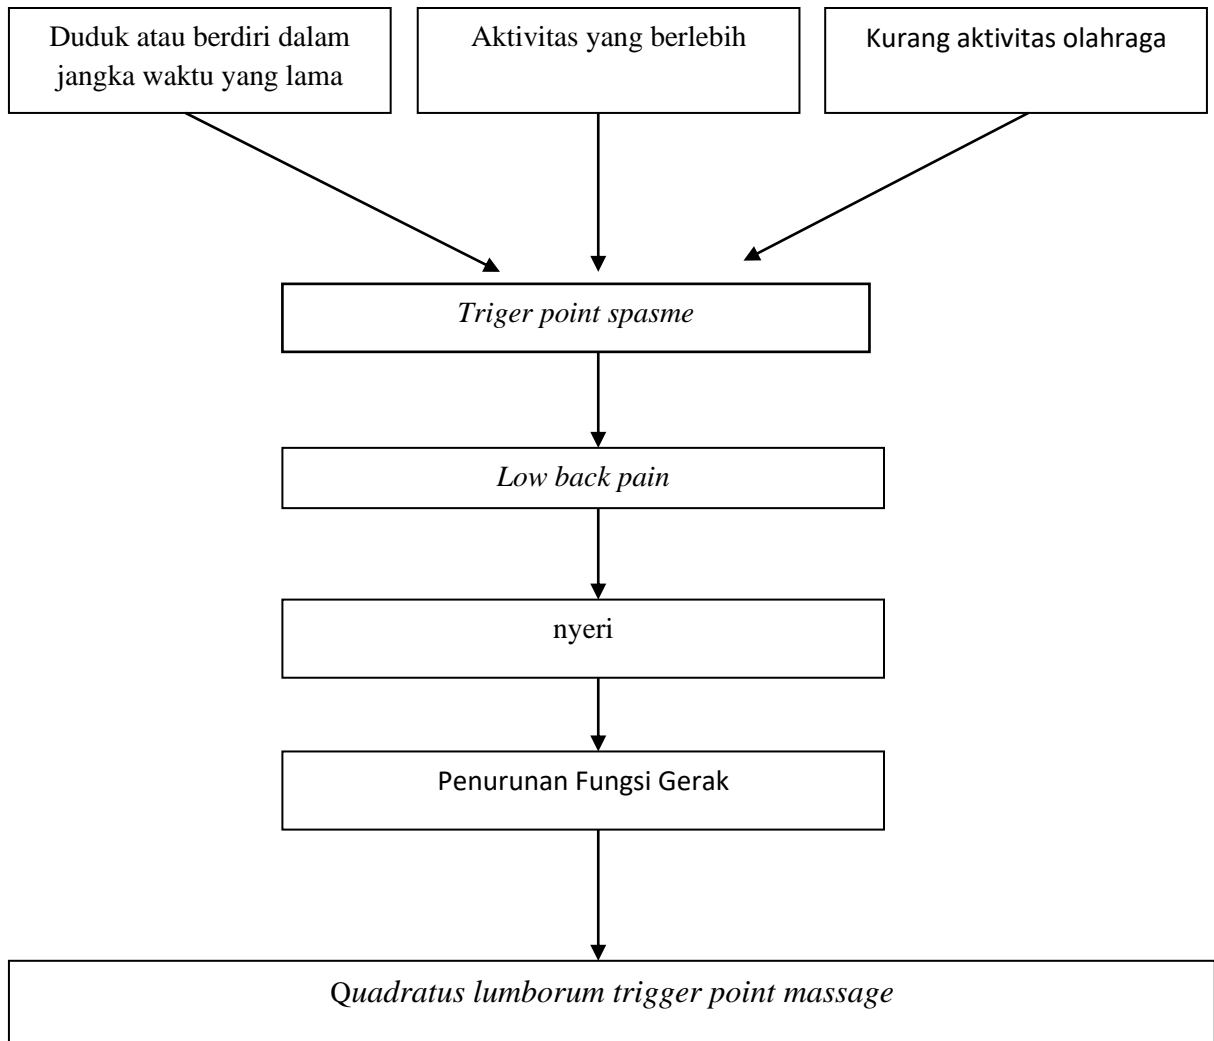 Duduk atau berdiri dalam
jangka waktu yang lama
Aktivitas yang berlebih
Kurang aktivitas olahraga
Triger point spasme
Low back pain
nyeri
Penurunan Fungsi Gerak
Quadratus lumborum trigger point massage